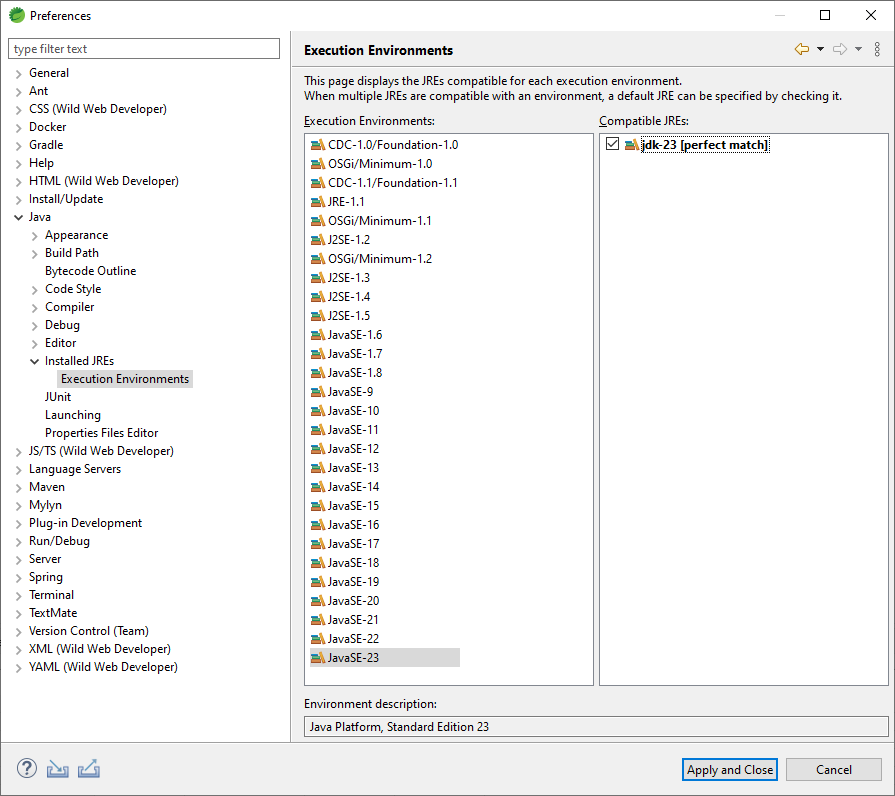 Preferences
type filter text
General
Ant
CSS (Wild Web Developer)
Docker
Gradle
Help
HTML (Wild Web Developer)
Install/Update
Java
Appearance
Build Path
Bytecode Outline
Code Style
Compiler
Debug
Editor
Installed JREs
Execution Environments
JUnit
Launching
Properties Files Editor
JS/TS (Wild Web Developer)
Language Servers
Maven
Mylyn
Plug-in Development
Run/Debug
Server
Spring
Terminal
TextMate
Version Control (Team)
XML (Wild Web Developer)
YAML (Wild Web Developer)
Execution Environments
This page displays the JREs compatible for each execution environment.
When multiple JREs are compatible with an environment, a default JRE can be specified by checking it.
Execution Environments:
CDC-1.0/Foundation-1.0
OSGi/Minimum-1.0
CDC-1.1/Foundation-1.1
JRE-1.1
OSGi/Minimum-1.1
J2SE-1.2
OSGi/Minimum-1.2
J2SE-1.3
J2SE-1.4
J2SE-1.5
JavaSE-1.6
JavaSE-1.7
JavaSE-1.8
JavaSE-9
JavaSE-10
JavaSE-11
JavaSE-12
JavaSE-13
JavaSE-14
JavaSE-15
JavaSE-16
JavaSE-17
JavaSE-18
JavaSE-19
JavaSE-20
JavaSE-21
JavaSE-22
JavaSE-23
Compatible JREs:
jdk-23 [perfect match]
Environment description:
Java Platform, Standard Edition 23
?
Apply and Close
Cancel